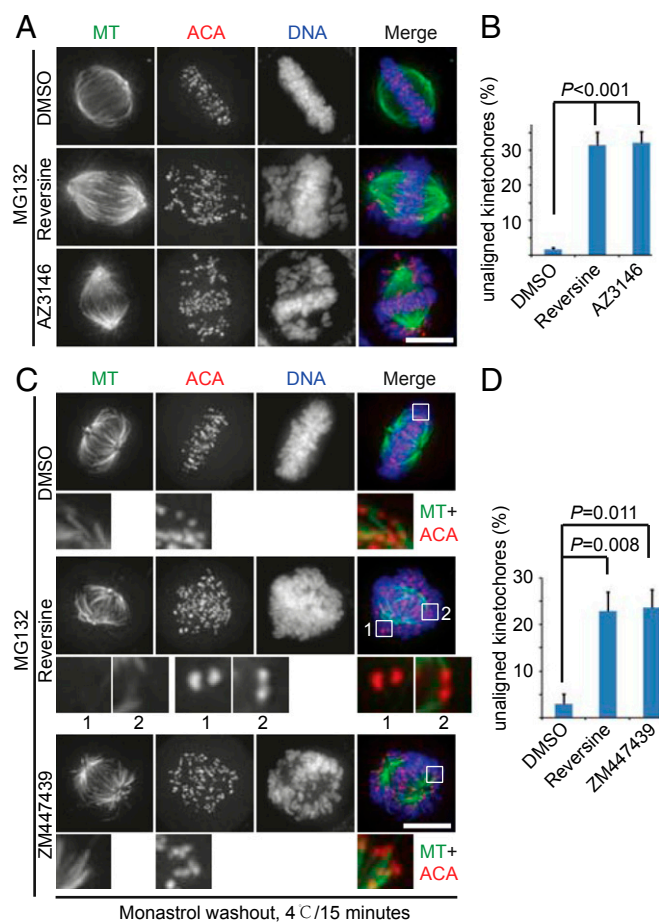 A
MT ACA DNA Merge
MG132
DMSO
Reversine
AZ3146
B
unaligned kinetochores (%)
P<0.001
30
20
10
DMSO
Reversine
AZ3146
C
MT ACA DNA Merge
MG132
DMSO
MT+
ACA
Reversine
1 2
1 2 1 2 1 2
ZM447439
MT+
ACA
Monastrol washout, 4℃/15 minutes
D
unaligned kinetochores (%)
P=0.011
P=0.008
30
20
10
DMSO
Reversine
ZM447439